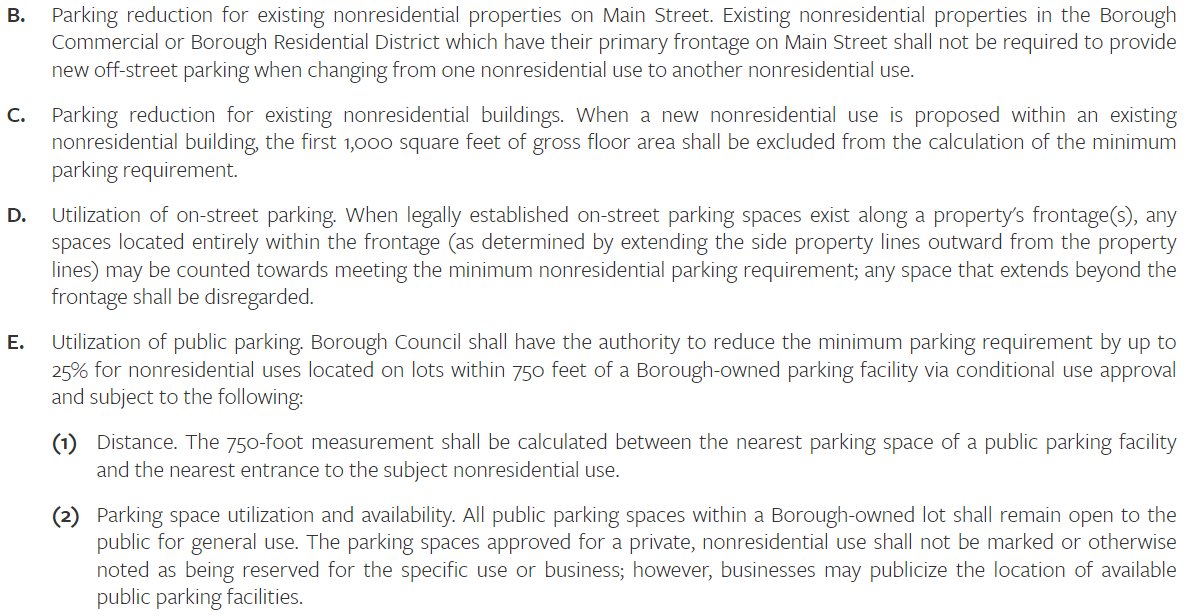 B. Parking reduction for existing nonresidential properties on Main Street. Existing nonresidential properties in the Borough
Commercial or Borough Residential District which have their primary frontage on Main Street shall not be required to provide
new off-street parking when changing from one nonresidential use to another nonresidential use.
C. Parking reduction for existing nonresidential buildings. When a new nonresidential use is proposed within an existing
nonresidential building, the first 1,000 square feet of gross floor area shall be excluded from the calculation of the minimum
parking requirement.
D. Utilization of on-street parking. When legally established on-street parking spaces exist along a property's frontage(s), any
spaces located entirely within the frontage (as determined by extending the side property lines outward from the property
lines) may be counted towards meeting the minimum nonresidential parking requirement; any space that extends beyond the
frontage shall be disregarded.
E. Utilization of public parking. Borough Council shall have the authority to reduce the minimum parking requirement by up to
25% for nonresidential uses located on lots within 750 feet of a Borough-owned parking facility via conditional use approval
and subject to the following:
(1) Distance. The 750-foot measurement shall be calculated between the nearest parking space of a public parking facility
and the nearest entrance to the subject nonresidential use.
(2) Parking space utilization and availability. All public parking spaces within a Borough-owned lot shall remain open to the
public for general use. The parking spaces approved for a private, nonresidential use shall not be marked or otherwise
noted as being reserved for the specific use or business; however, businesses may publicize the location of available
public parking facilities.